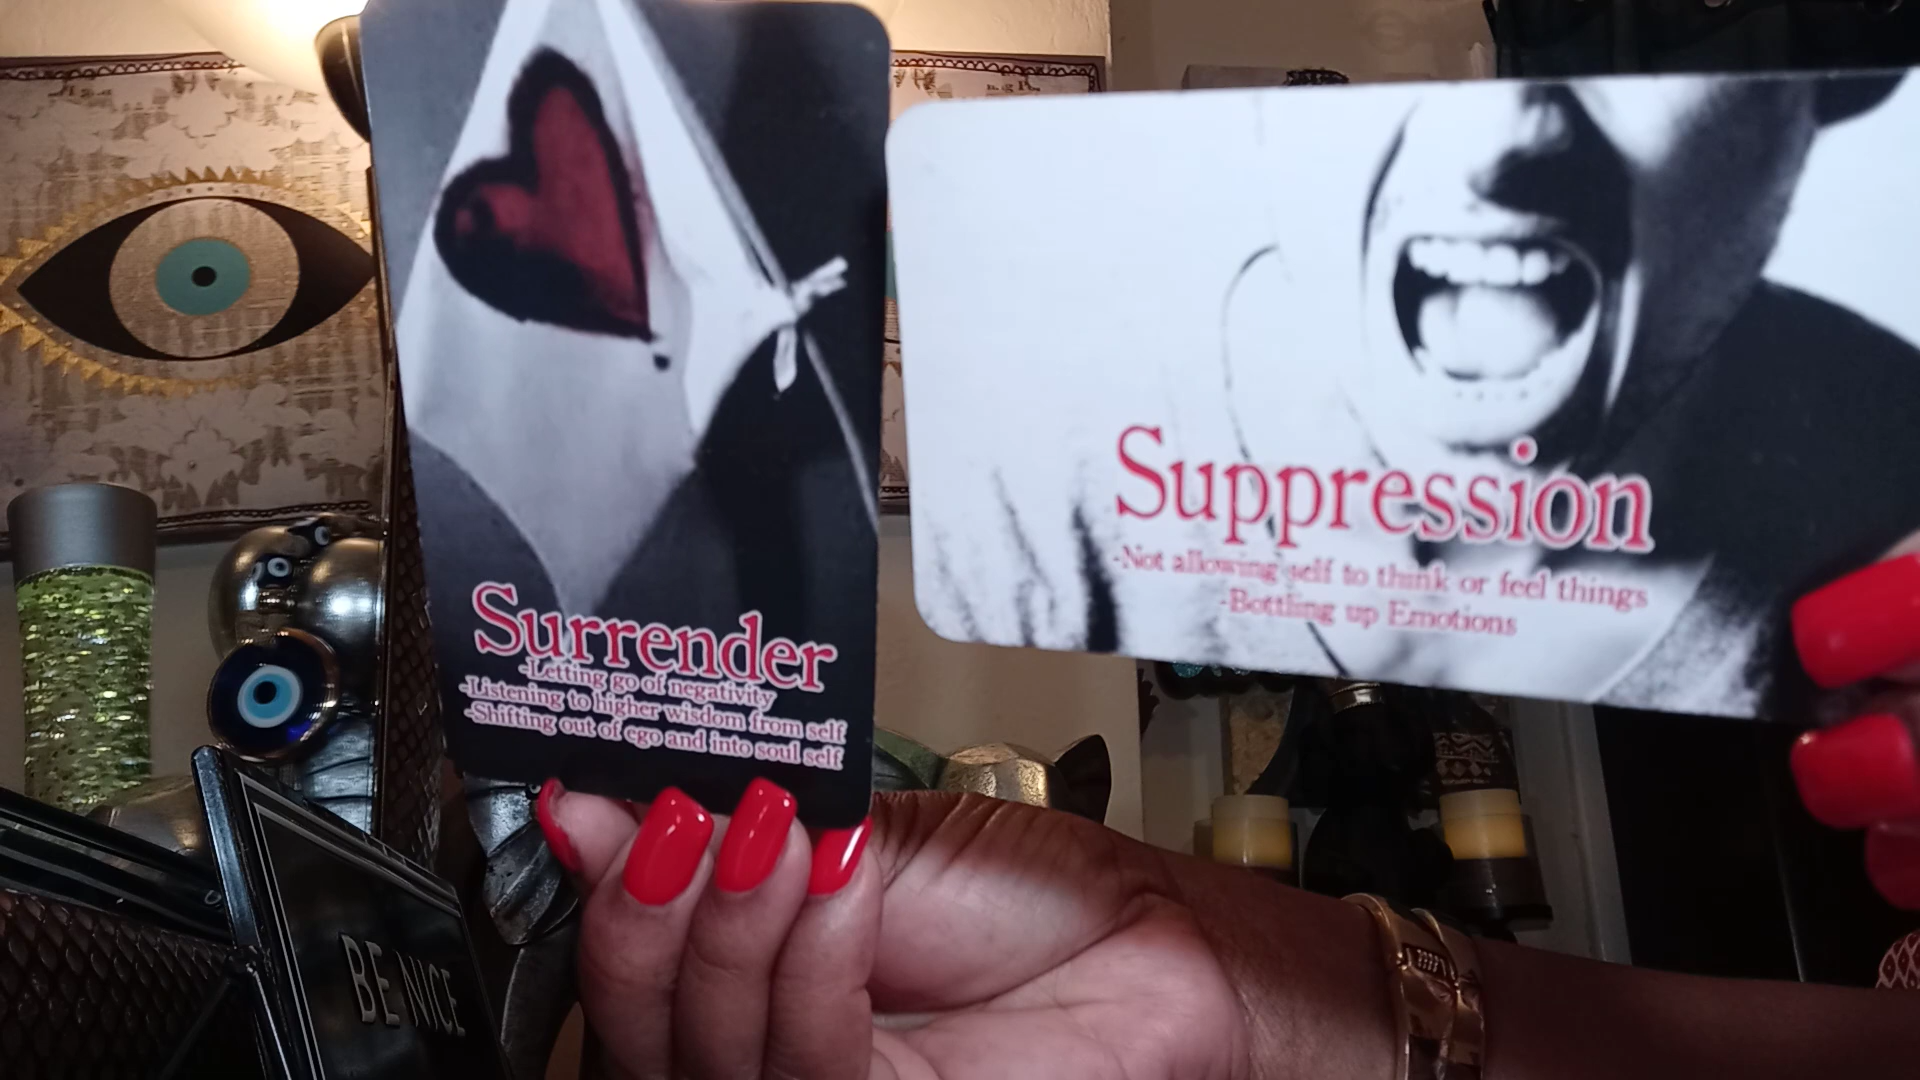 Surrender
-Letting go of negativity
-Listening to higher wisdom from self
-Shifting out of ego and into soul self
Suppression
-Not allowing self to think or feel things
-Bottling up Emotions
BE NICE